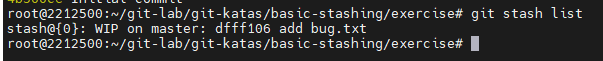 root@2212500:~/git-lab/git-katas/basic-stashing/exercise# git stash list
stash@{0}: WIP on master: dfff106 add bug.txt
root@2212500:~/git-lab/git-katas/basic-stashing/exercise#